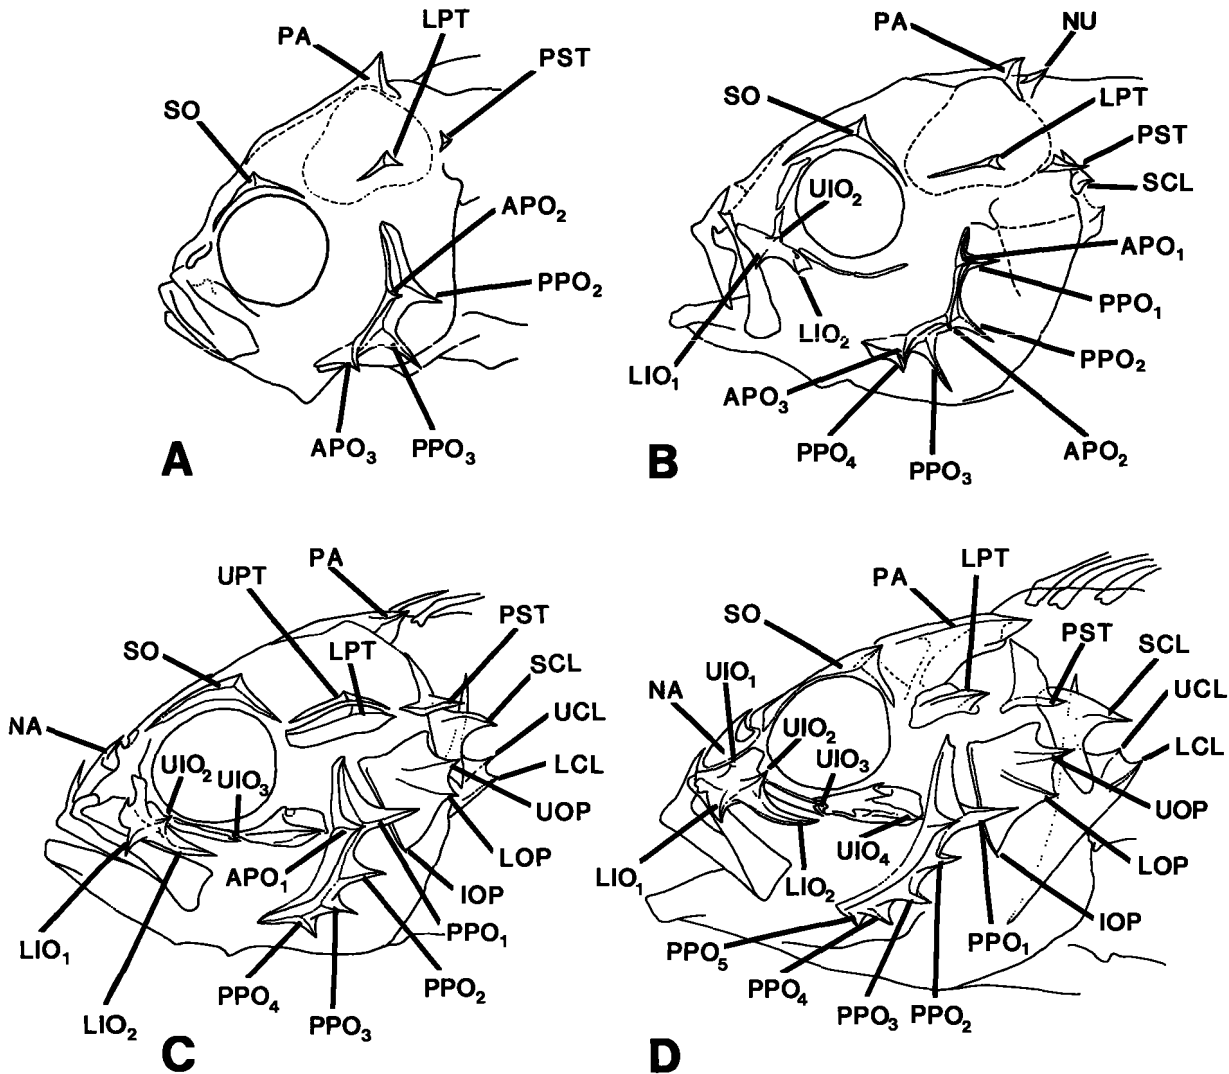 LPT
PA
PST
SO
APO₂
PPO₂
APO₃
PPO₃
A
PA
NU
SO
LPT
PST
SCL
UIO₂
APO₁
PPO₁
LIO₂
PPO₂
LIO₁
APO₃
PPO₄
PPO₃
APO₂
B
PA
UPT
PST
SO
LPT
SCL
NA
UCL
UIO₂
UIO₃
LCL
UOP
LOP
APO₁
IOP
PPO₁
LIO₁
PPO₂
PPO₄
LIO₂
PPO₃
C
LPT
PA
SO
PST
SCL
UIO₁
NA
UCL
UIO₂
LCL
UIO₃
UOP
UIO₄
LOP
LIO₁
LIO₂
IOP
PPO₁
PPO₅
PPO₄
PPO₃
PPO₂
D